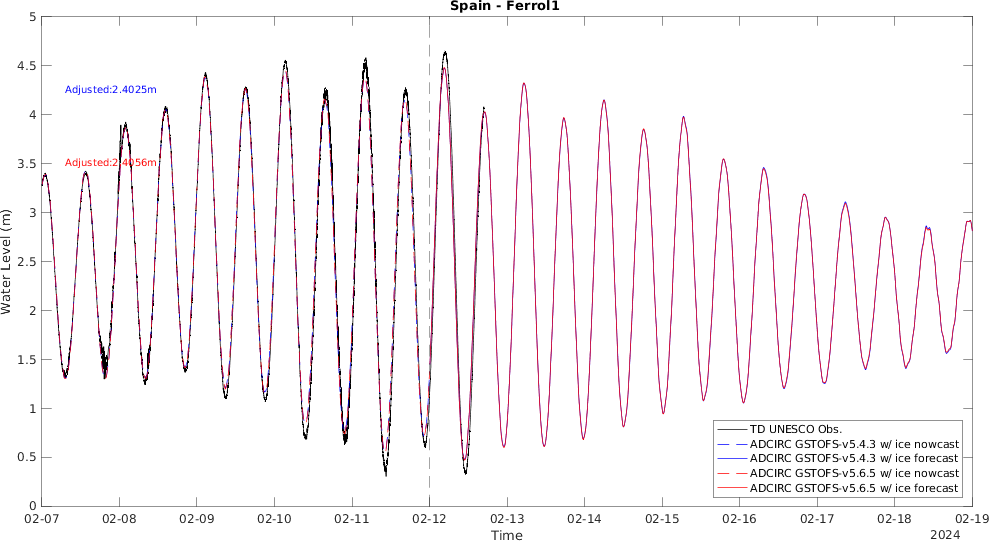 Spain - Ferrol1
Water Level (m)
5
4.5
4
3.5
3
2.5
2
1.5
1
0.5
0
Adjusted:2.4025m
Adjusted:2.4056m
TD UNESCO Obs.
ADCIRC GSTOFS-v5.4.3 w/ ice nowcast
ADCIRC GSTOFS-v5.4.3 w/ ice forecast
ADCIRC GSTOFS-v5.6.5 w/ ice nowcast
ADCIRC GSTOFS-v5.6.5 w/ ice forecast
02-07 02-08 02-09 02-10 02-11 02-12 02-13 02-14 02-15 02-16 02-17 02-18 02-19
Time
2024